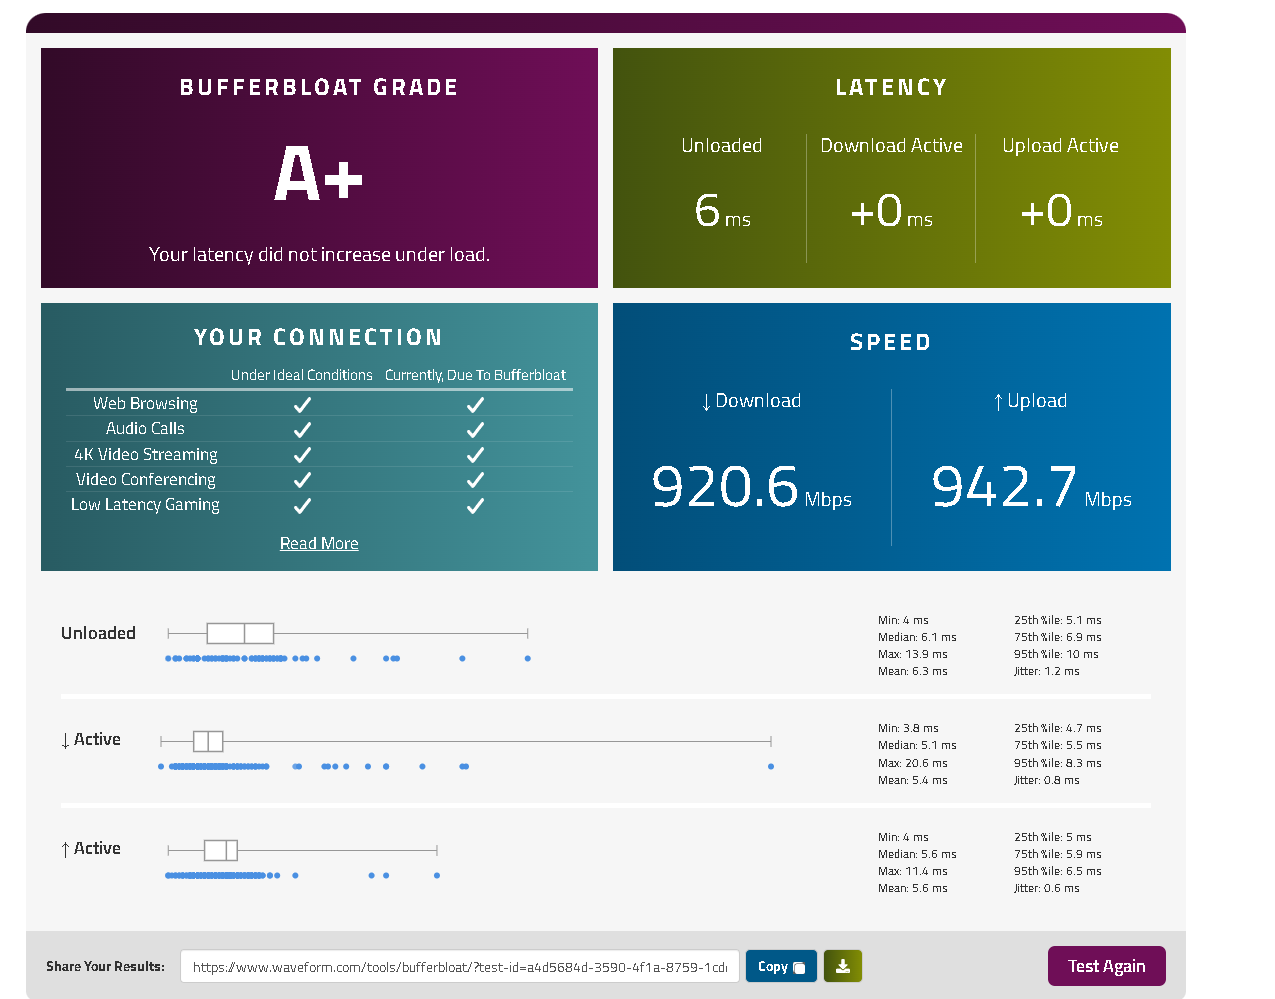 BUFFERBLOAT GRADE
A+
Your latency did not increase under load.
LATENCY
Unloaded
6 ms
Download Active
+0 ms
Upload Active
+0 ms
YOUR CONNECTION
Under Ideal Conditions Currently, Due To Bufferbloat
Web Browsing
Audio Calls
4K Video Streaming
Video Conferencing
Low Latency Gaming
Read More
SPEED
↓ Download
920.6 Mbps
↑ Upload
942.7 Mbps
Unloaded
Min: 4 ms 25th %ile: 5.1 ms
Median: 6.1 ms 75th %ile: 6.9 ms
Max: 13.9 ms 95th %ile: 10 ms
Mean: 6.3 ms Jitter: 1.2 ms
↓ Active
Min: 3.8 ms 25th %ile: 4.7 ms
Median: 5.1 ms 75th %ile: 5.5 ms
Max: 20.6 ms 95th %ile: 8.3 ms
Mean: 5.4 ms Jitter: 0.8 ms
↑ Active
Min: 4 ms 25th %ile: 5 ms
Median: 5.6 ms 75th %ile: 5.9 ms
Max: 11.4 ms 95th %ile: 6.5 ms
Mean: 5.6 ms Jitter: 0.6 ms
Share Your Results: https://www.waveform.com/tools/bufferbloat/?test-id=a4d5684d-3590-4f1a-8759-1cd Copy Test Again